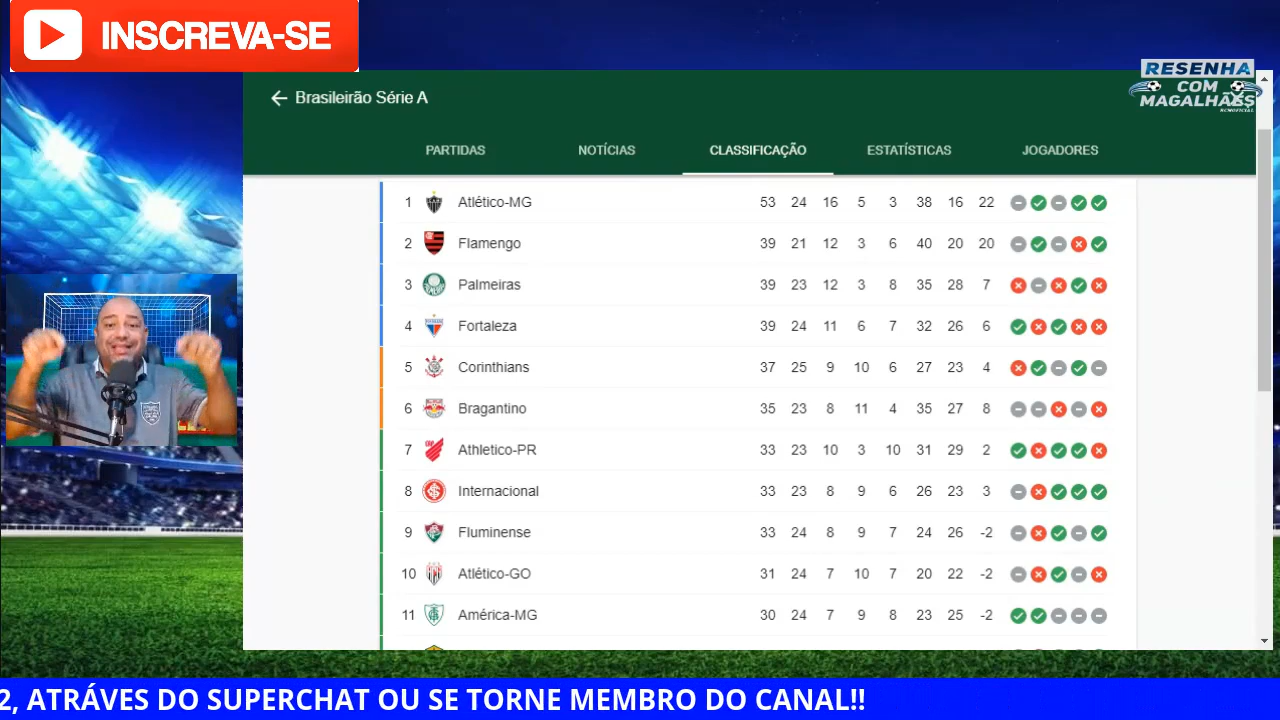 INSCREVA-SE
RESENHA
COM
MAGALHÃES
RCMOFICIAL
Brasileirão Série A
PARTIDAS NOTÍCIAS CLASSIFICAÇÃO ESTATÍSTICAS JOGADORES
1 Atlético-MG 53 24 16 5 3 38 16 22
2 Flamengo 39 21 12 3 6 40 20 20
3 Palmeiras 39 23 12 3 8 35 28 7
4 Fortaleza 39 24 11 6 7 32 26 6
5 Corinthians 37 25 9 10 6 27 23 4
6 Bragantino 35 23 8 11 4 35 27 8
7 Athletico-PR 33 23 10 3 10 31 29 2
8 Internacional 33 23 8 9 6 26 23 3
9 Fluminense 33 24 8 9 7 24 26 -2
10 Atlético-GO 31 24 7 10 7 20 22 -2
11 América-MG 30 24 7 9 8 23 25 -2
2, ATRÁVES DO SUPERCHAT OU SE TORNE MEMBRO DO CANAL!!